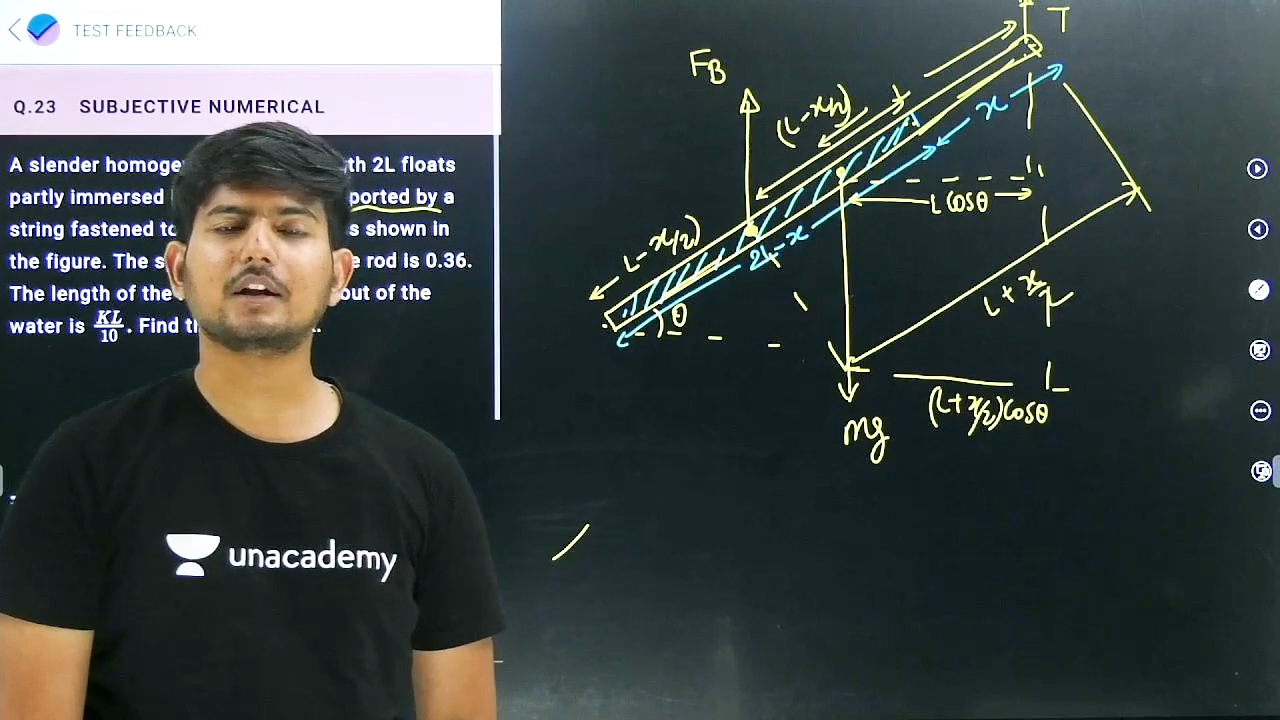 TEST FEEDBACK
Q.23 SUBJECTIVE NUMERICAL
A slender homoge th 2L floats
partly immersed ported by a
string fastened to s shown in
the figure. The s e rod is 0.36.
The length of the out of the
water is KL/10. Find th
unacademy
T
F_B
(L-x/2)
x
L cosθ
L-x/2)
2L-x
θ
L+x/2
(L+x/2)cosθ
mg